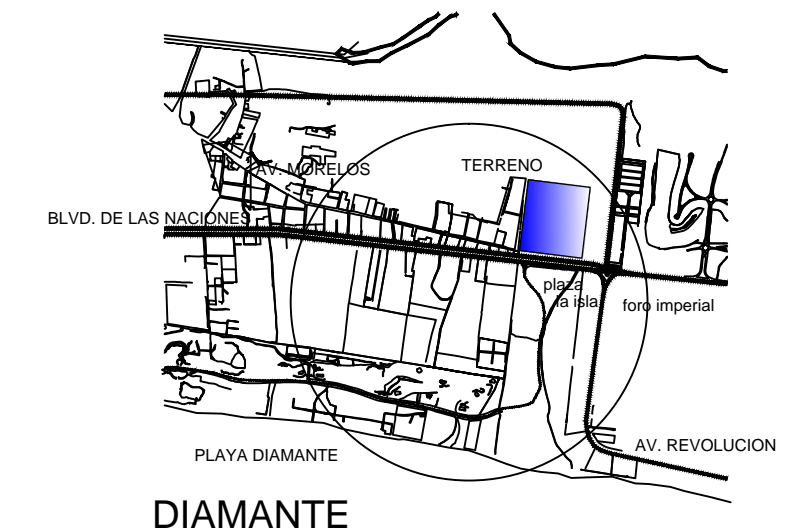 AV. MORELOS
TERRENO
BLVD. DE LAS NACIONES
plaza
la isla
foro imperial
AV. REVOLUCION
PLAYA DIAMANTE
DIAMANTE